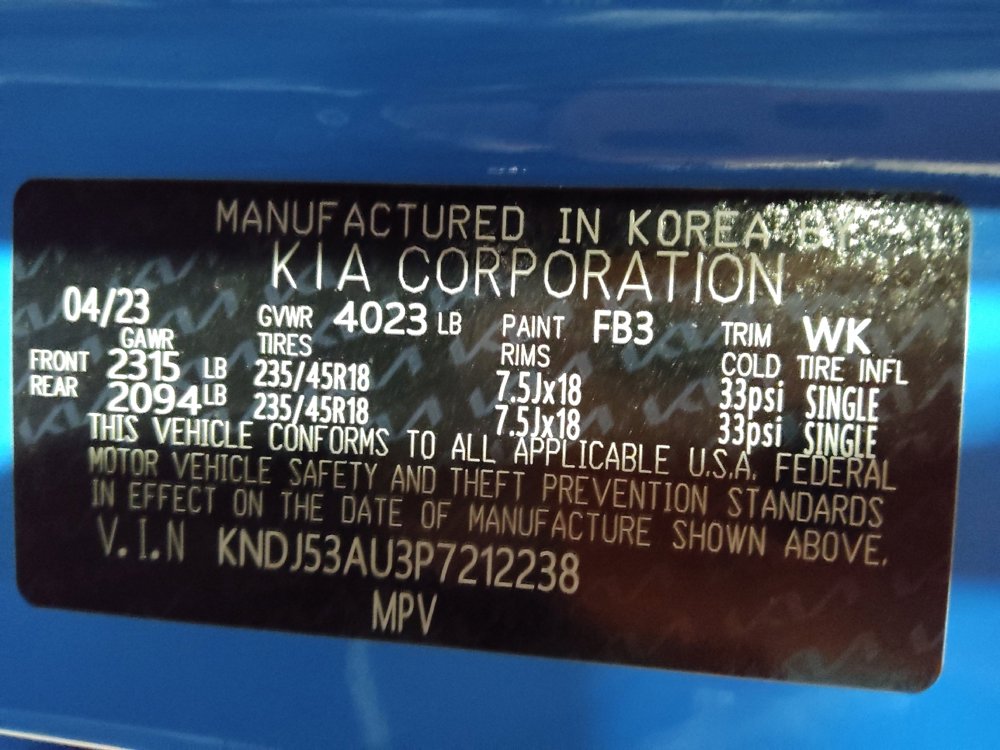 MANUFACTURED IN KOREA BY
KIA CORPORATION
04/23 GVWR 4023 LB PAINT FB3 TRIM WK
GAWR TIRES RIMS COLD TIRE INFL
FRONT 2315 LB 235/45R18 7.5Jx18 33psi SINGLE
REAR 2094 LB 235/45R18 7.5Jx18 33psi SINGLE
THIS VEHICLE CONFORMS TO ALL APPLICABLE U.S.A. FEDERAL
MOTOR VEHICLE SAFETY AND THEFT PREVENTION STANDARDS
IN EFFECT ON THE DATE OF MANUFACTURE SHOWN ABOVE.
V.I.N KNDJ53AU3P7212238
MPV